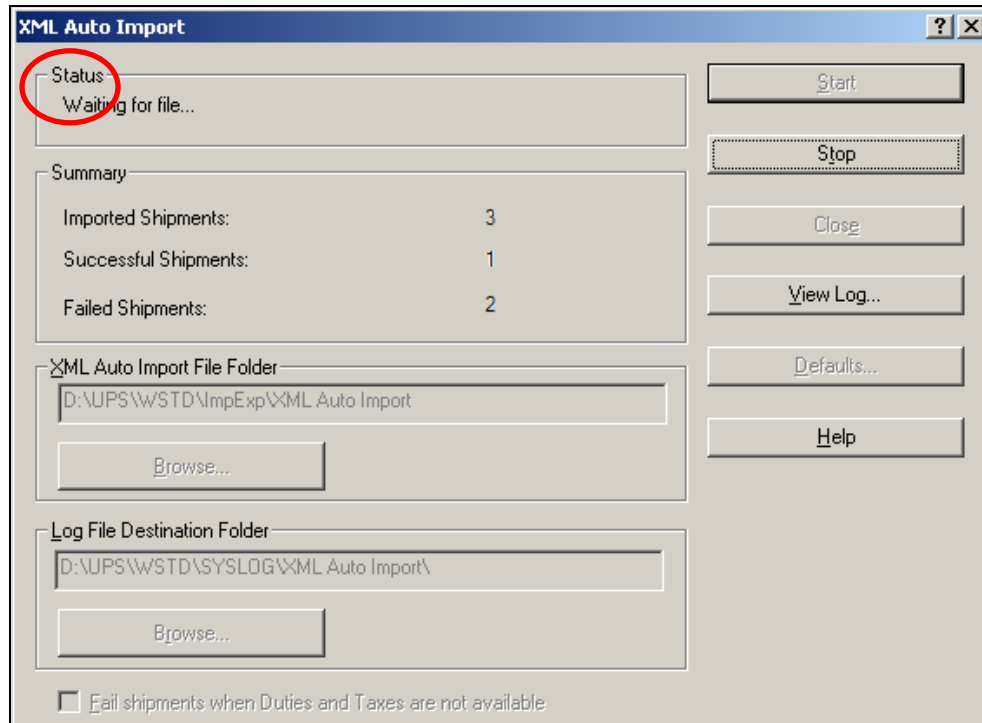 XML Auto Import
Status
Waiting for file...
Start
Stop
Summary
Imported Shipments: 3
Successful Shipments: 1
Failed Shipments: 2
Close
View Log...
Defaults...
Help
XML Auto Import File Folder
D:\UPS\WSTD\ImpExp\XML Auto Import
Browse...
Log File Destination Folder
D:\UPS\WSTD\SYSLOG\XML Auto Import\
Browse...
Fail shipments when Duties and Taxes are not available